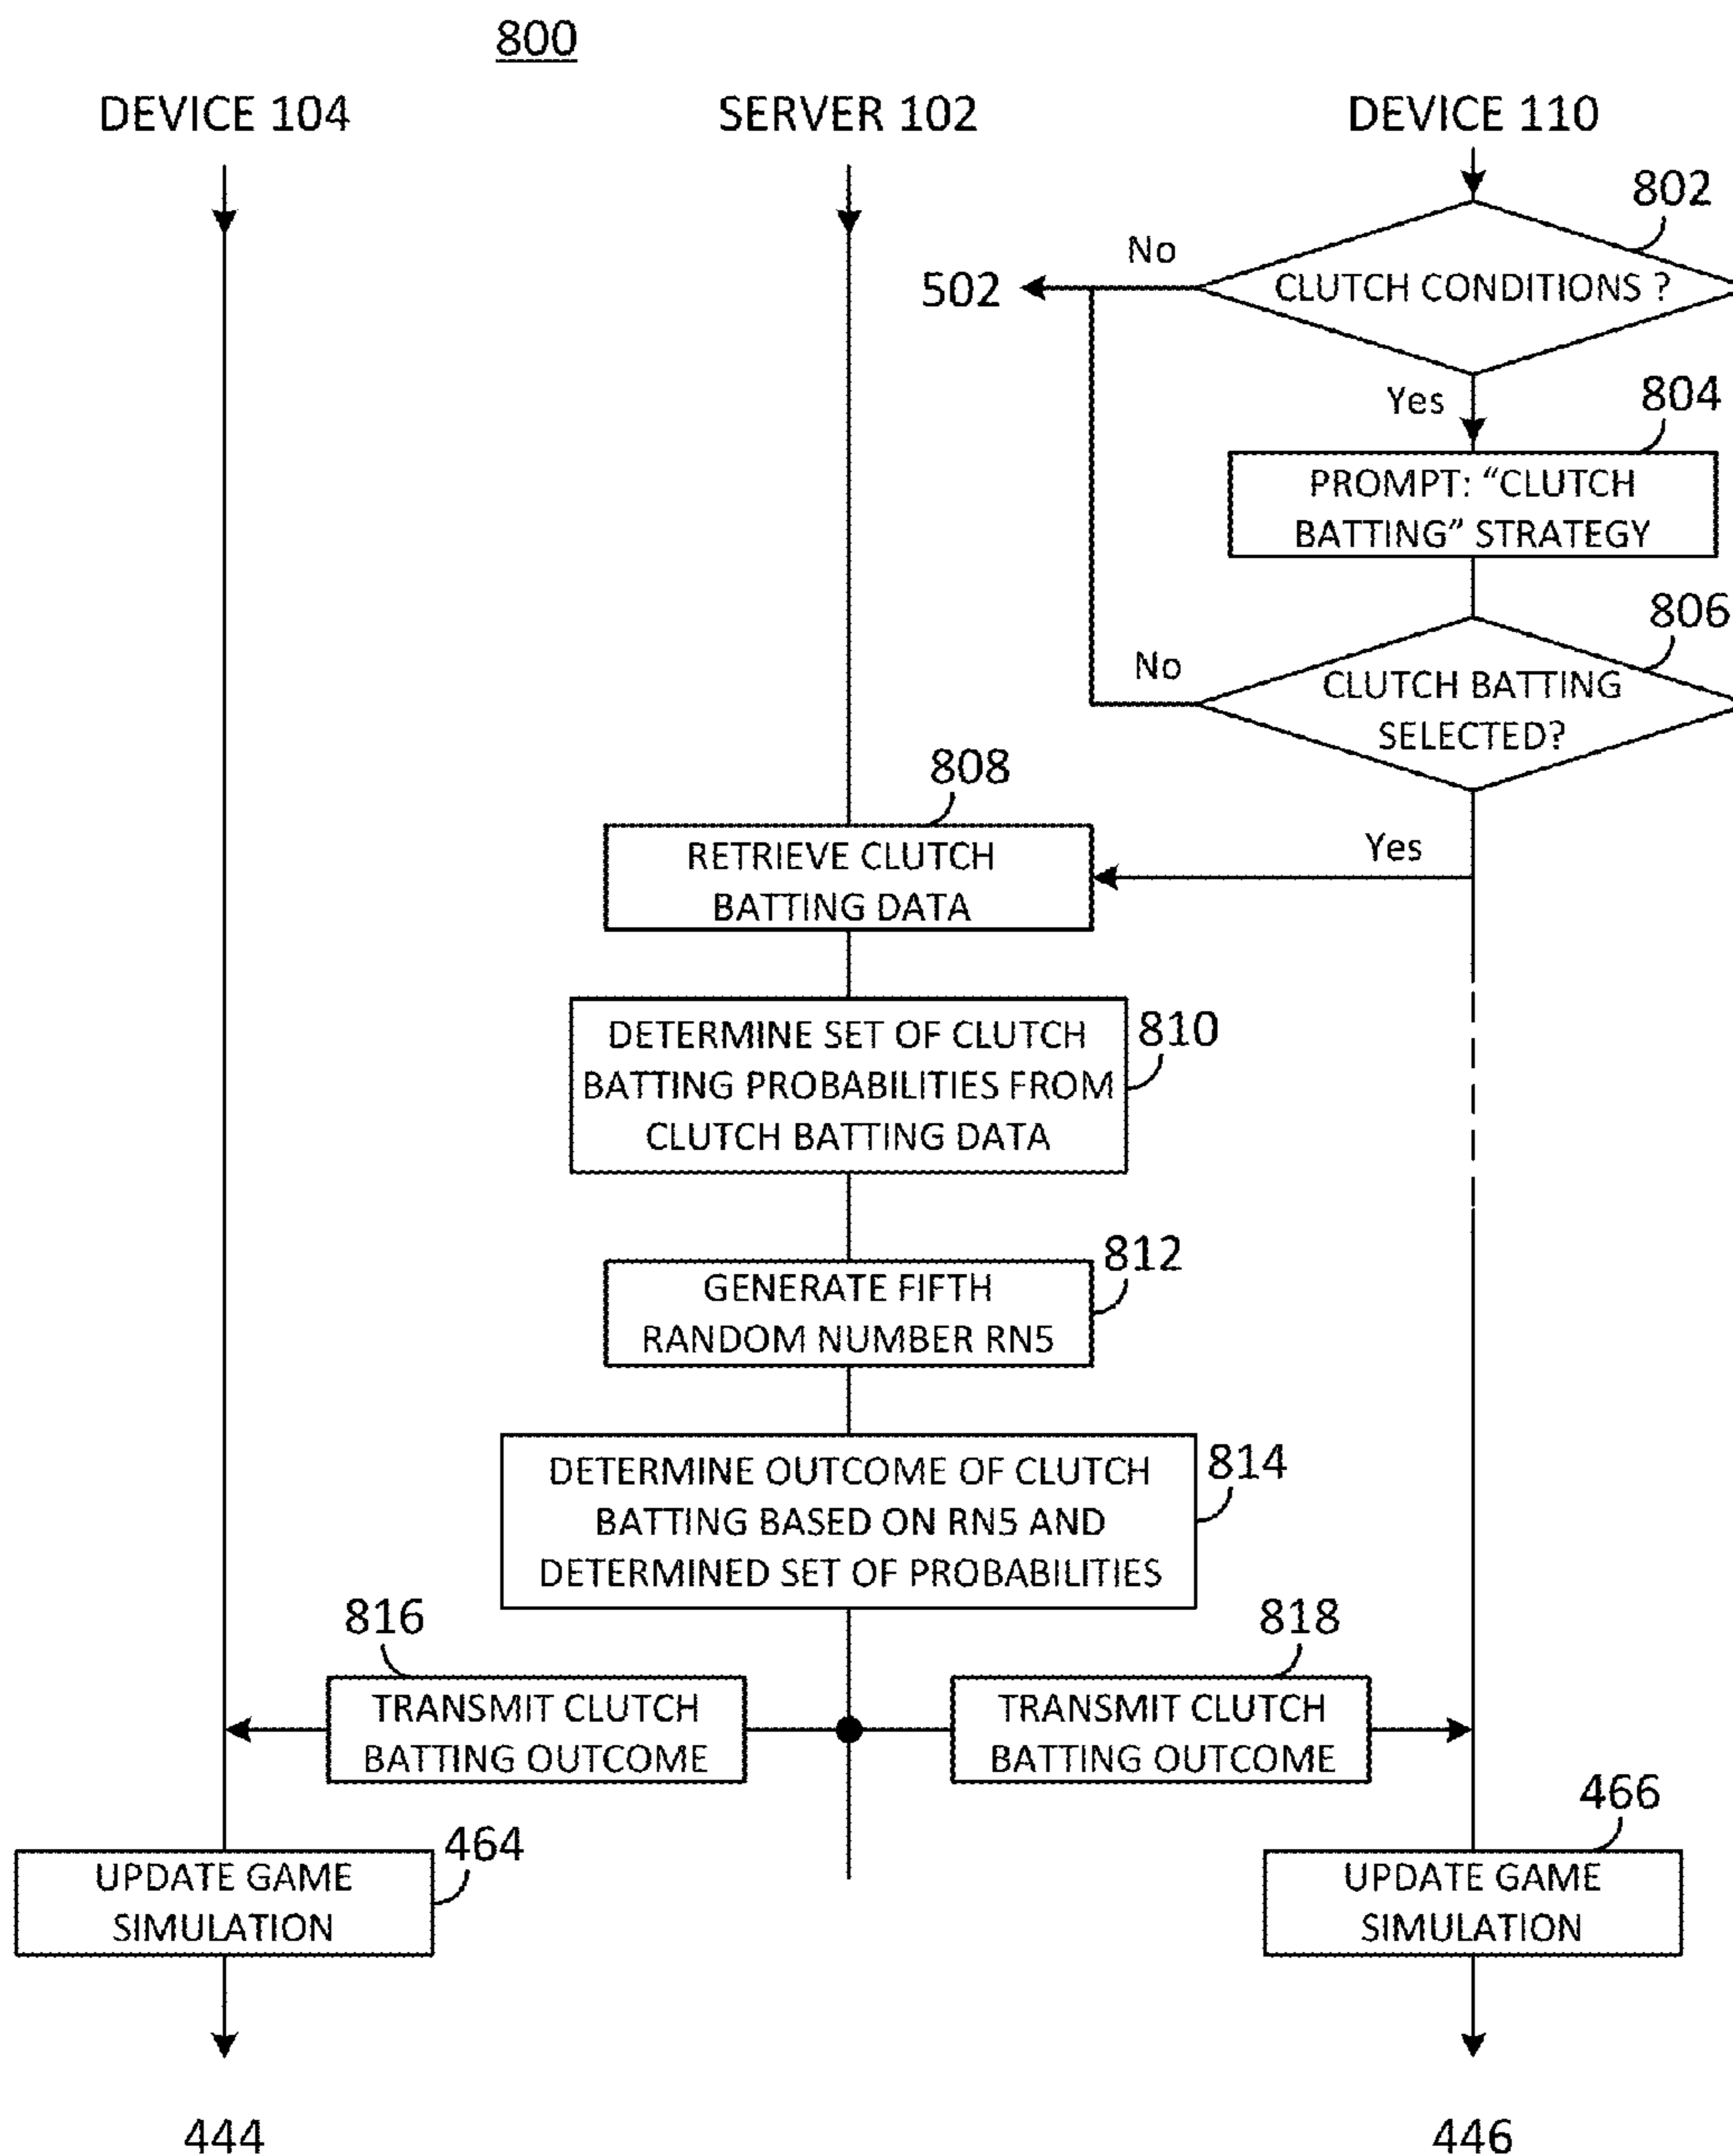 800
DEVICE 104
SERVER 102
DEVICE 110
802
No
502
CLUTCH CONDITIONS ?
Yes
804
PROMPT: “CLUTCH
BATTING” STRATEGY
806
No
CLUTCH BATTING
SELECTED?
808
Yes
RETRIEVE CLUTCH
BATTING DATA
810
DETERMINE SET OF CLUTCH
BATTING PROBABILITIES FROM
CLUTCH BATTING DATA
812
GENERATE FIFTH
RANDOM NUMBER RN5
814
DETERMINE OUTCOME OF CLUTCH
BATTING BASED ON RN5 AND
DETERMINED SET OF PROBABILITIES
816
TRANSMIT CLUTCH
BATTING OUTCOME
818
TRANSMIT CLUTCH
BATTING OUTCOME
464
UPDATE GAME
SIMULATION
466
UPDATE GAME
SIMULATION
444
446